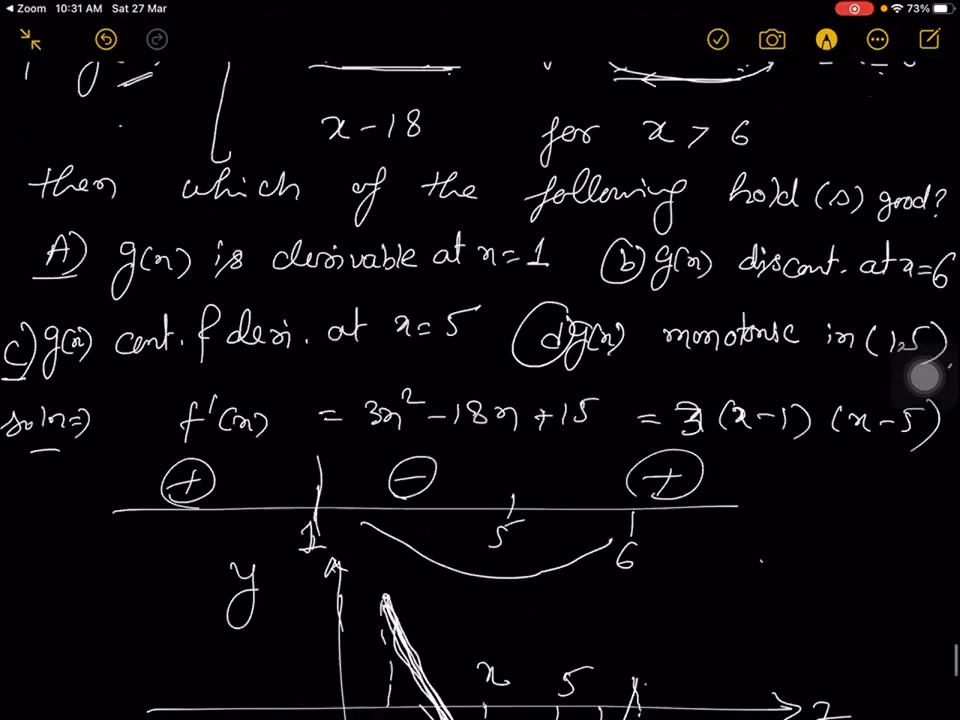 Zoom 10:31 AM Sat 27 Mar 73%
x - 18 for x > 6
then which of the following hold(s) good?
A) g(x) is derivable at x = 1 (b) g(x) discont. at x = 6
c) g(x) cont. & deri. at x = 5 (d) g(x) monotonic in (1,5)
soln⇒) f'(x) = 3x² - 18x + 15 = 3 (x-1) (x-5)
+ - +
1 5 6
y
x 5